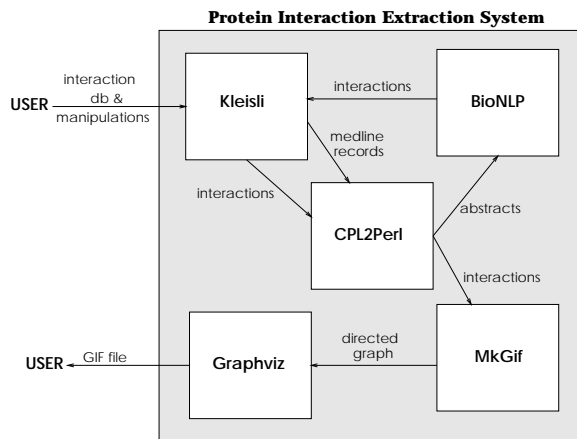 Protein Interaction Extraction System
USER
interaction
db &
manipulations
Kleisli
interactions
BioNLP
medline
records
interactions
CPL2Perl
abstracts
interactions
USER
GIF file
Graphviz
directed
graph
MkGif